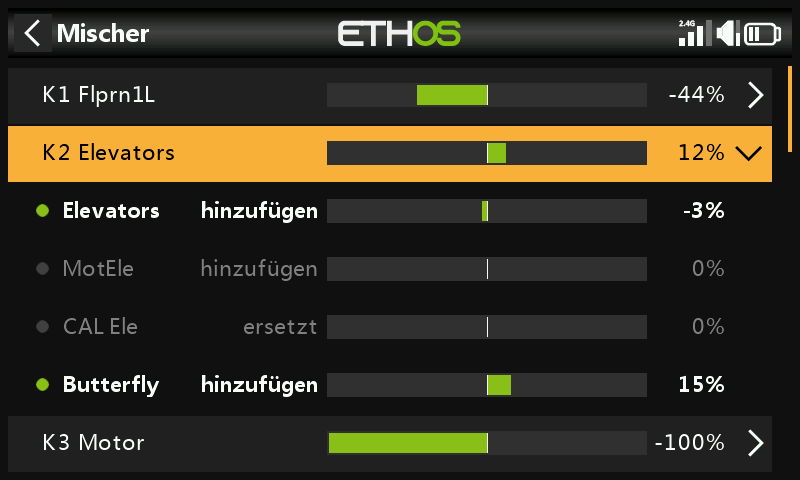 Mischer ETHOS 2.4G
K1 Flprn1L -44%
K2 Elevators 12%
Elevators hinzufügen -3%
MotEle hinzufügen 0%
CAL Ele ersetzt 0%
Butterfly hinzufügen 15%
K3 Motor -100%